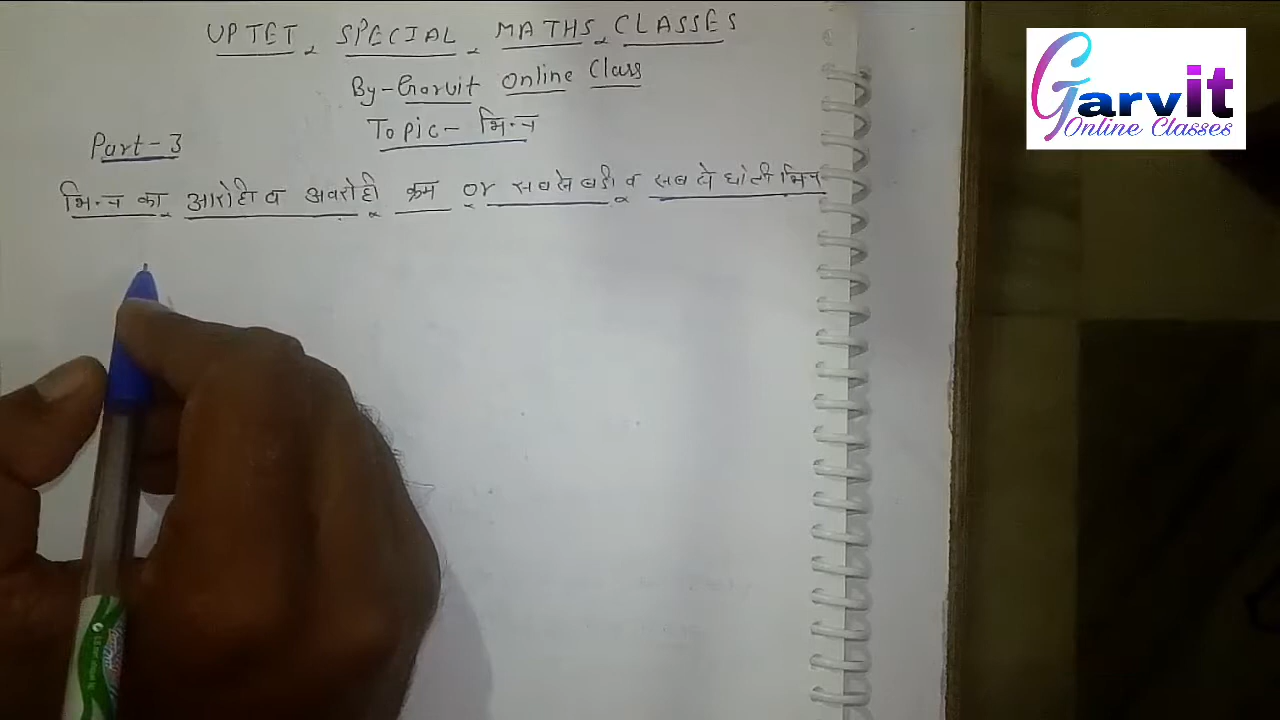 UPTET SPECIAL MATHS CLASSES
By-Garvit Online Class
Topic- भिन्न
Part-3
भिन्न का आरोही व अवरोही क्रम or सबसे बड़ी व सबसे छोटी भिन्न
Garvit
Online Classes